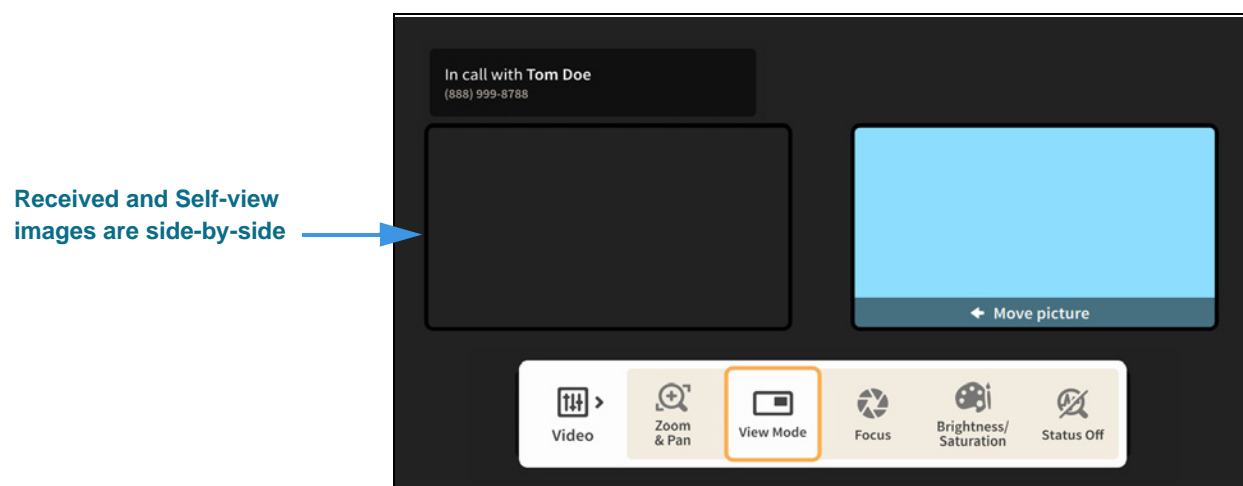 In call with Tom Doe
(888) 999-8788
Received and Self-view
images are side-by-side
Move picture
Video
Zoom
& Pan
View Mode
Focus
Brightness/
Saturation
Status Off